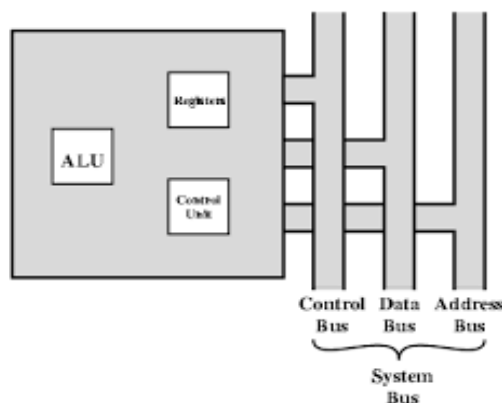 Registers
ALU
Control
Unit
Control Data Address
Bus Bus Bus
System
Bus